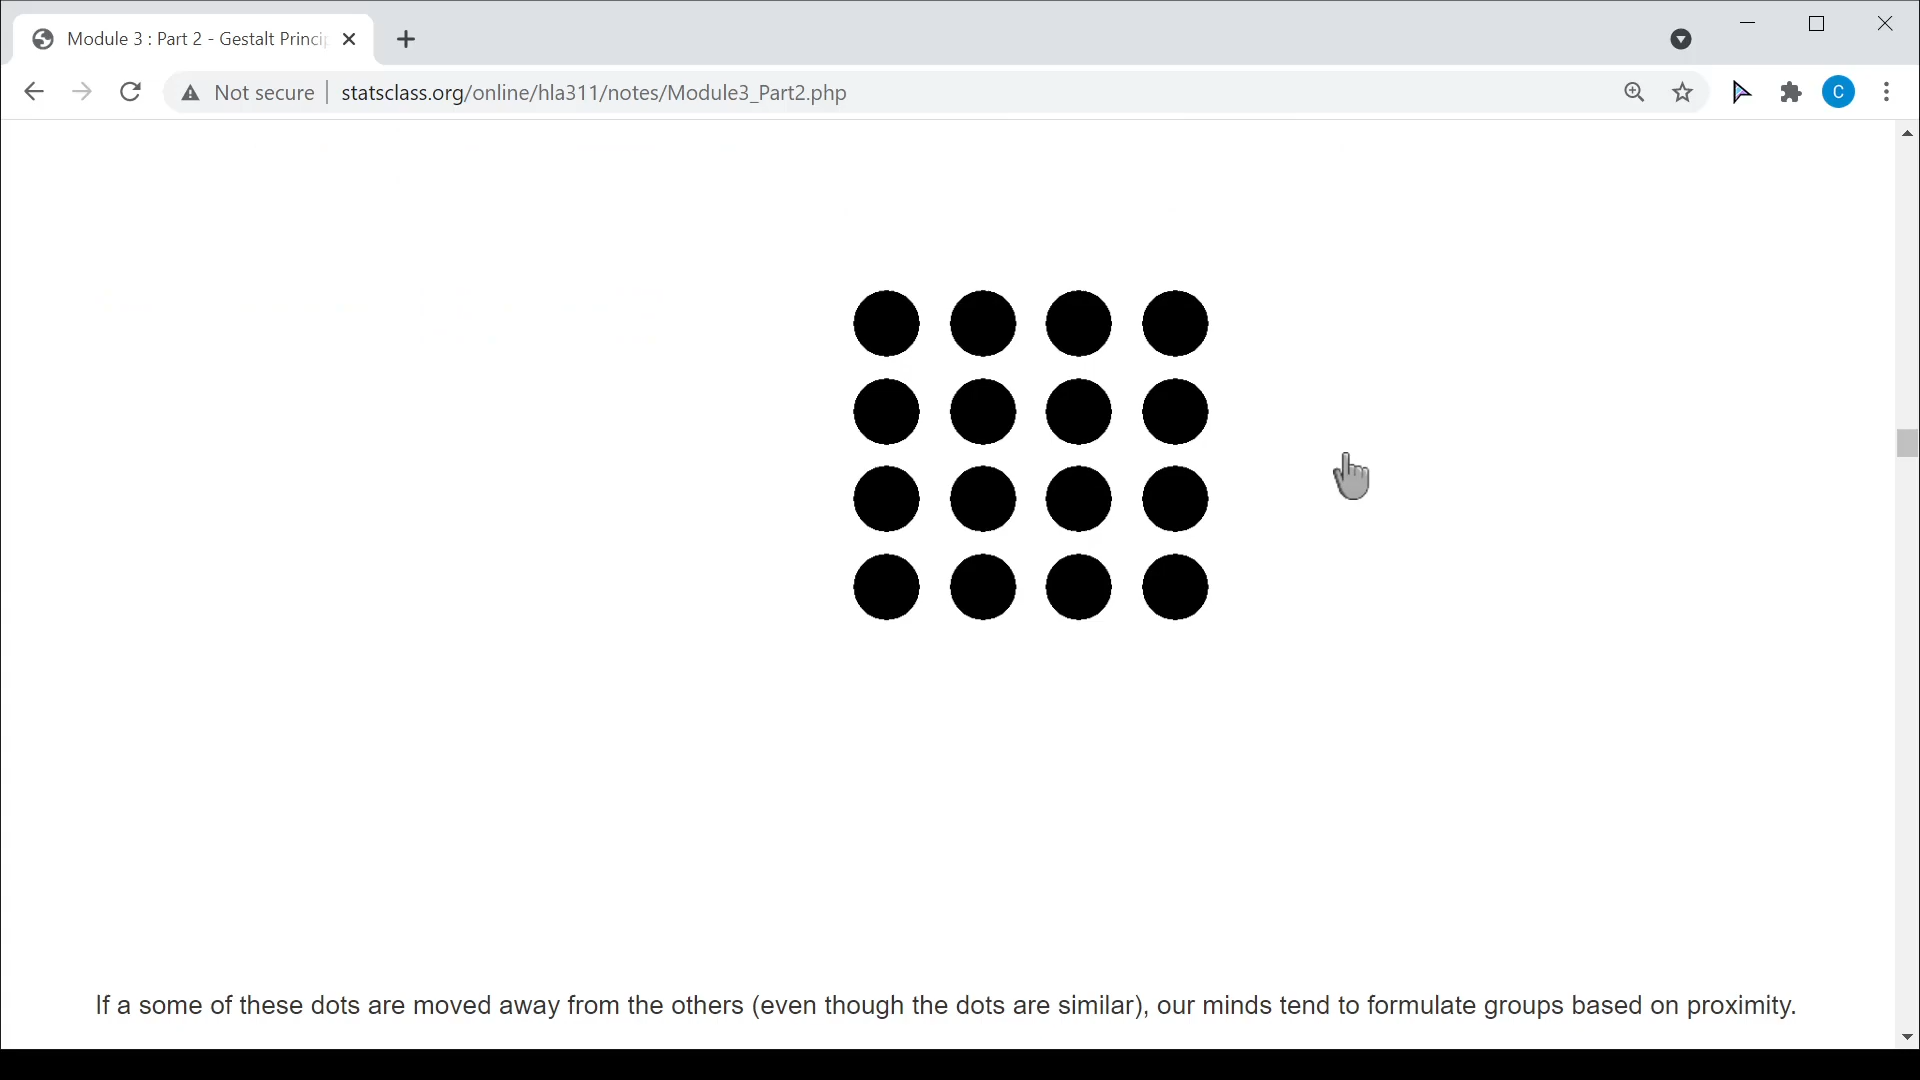 Module 3 : Part 2 - Gestalt Princip
Not secure
statsclass.org/online/hla311/notes/Module3_Part2.php
C
If a some of these dots are moved away from the others (even though the dots are similar), our minds tend to formulate groups based on proximity.